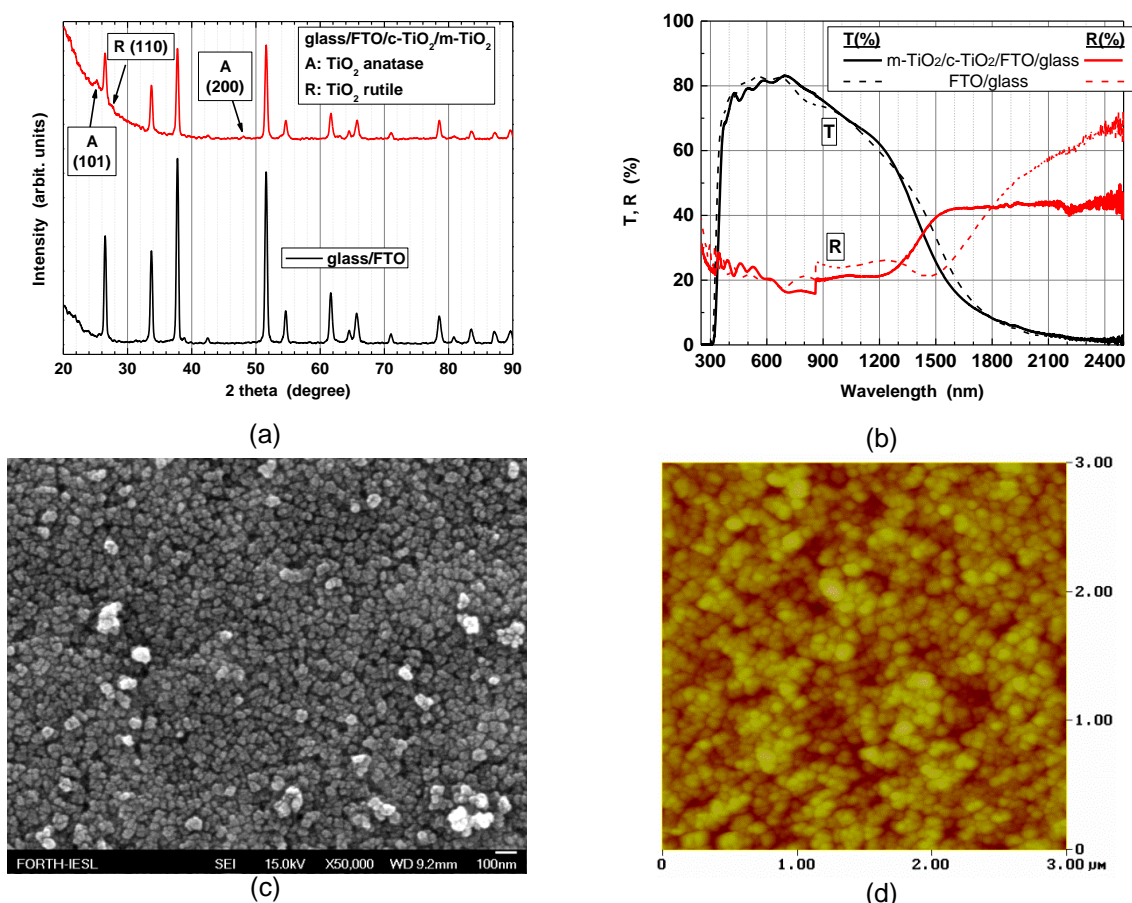 glass/FTO/c-TiO₂/m-TiO₂
A: TiO₂ anatase
R: TiO₂ rutile
R (110)
A
(200)
A
(101)
glass/FTO
Intensity (arbit. units)
20 30 40 50 60 70 80 90
2 theta (degree)
(a)
T(%) R(%)
m-TiO₂/c-TiO₂/FTO/glass
FTO/glass
T
R
T, R (%)
100
80
60
40
20
0
300 600 900 1200 1500 1800 2100 2400
Wavelength (nm)
(b)
FORTH-IESL SEI 15.0kV X50,000 WD 9.2mm 100nm
(c)
3.00
2.00
1.00
0
0 1.00 2.00 3.00 µm
(d)